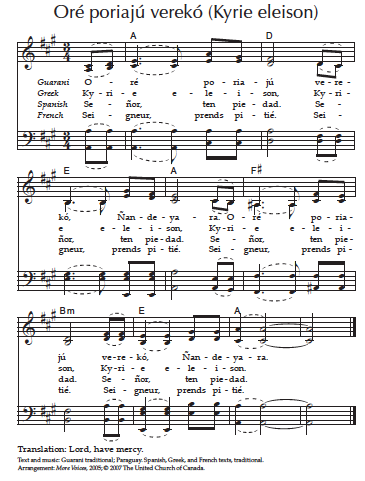 Oré poriajú verekó (Kyrie eleison)
A D
Guarani O - ré po - ria - jú ve - re -
Greek Ky - ri - e e - le - i - son, Ky - ri -
Spanish Se - ñor, ten pie - dad. Se -
French Sei - gneur, prends pi - tié. Sei -
E A F#
kó, Ñan - de - ya - ra. O - ré po - ria -
e e - le - i - son, Ky - ri - e e - le - i -
ñor, ten pie - dad. Se - ñor, ten pie -
gneur, prends pi - tié. Sei - gneur, prends pi -
Bm E A
jú ve - re - kó, Ñan - de - ya - ra.
son, Ky - ri - e e - le - i - son.
dad. Se - ñor, ten pie - dad.
tié. Sei - gneur, prends pi - tié.
Translation: Lord, have mercy.
Text and music: Guarani traditional; Paraguay. Spanish, Greek, and French texts, traditional.
Arrangement: More Voices, 2005; © 2007 The United Church of Canada.